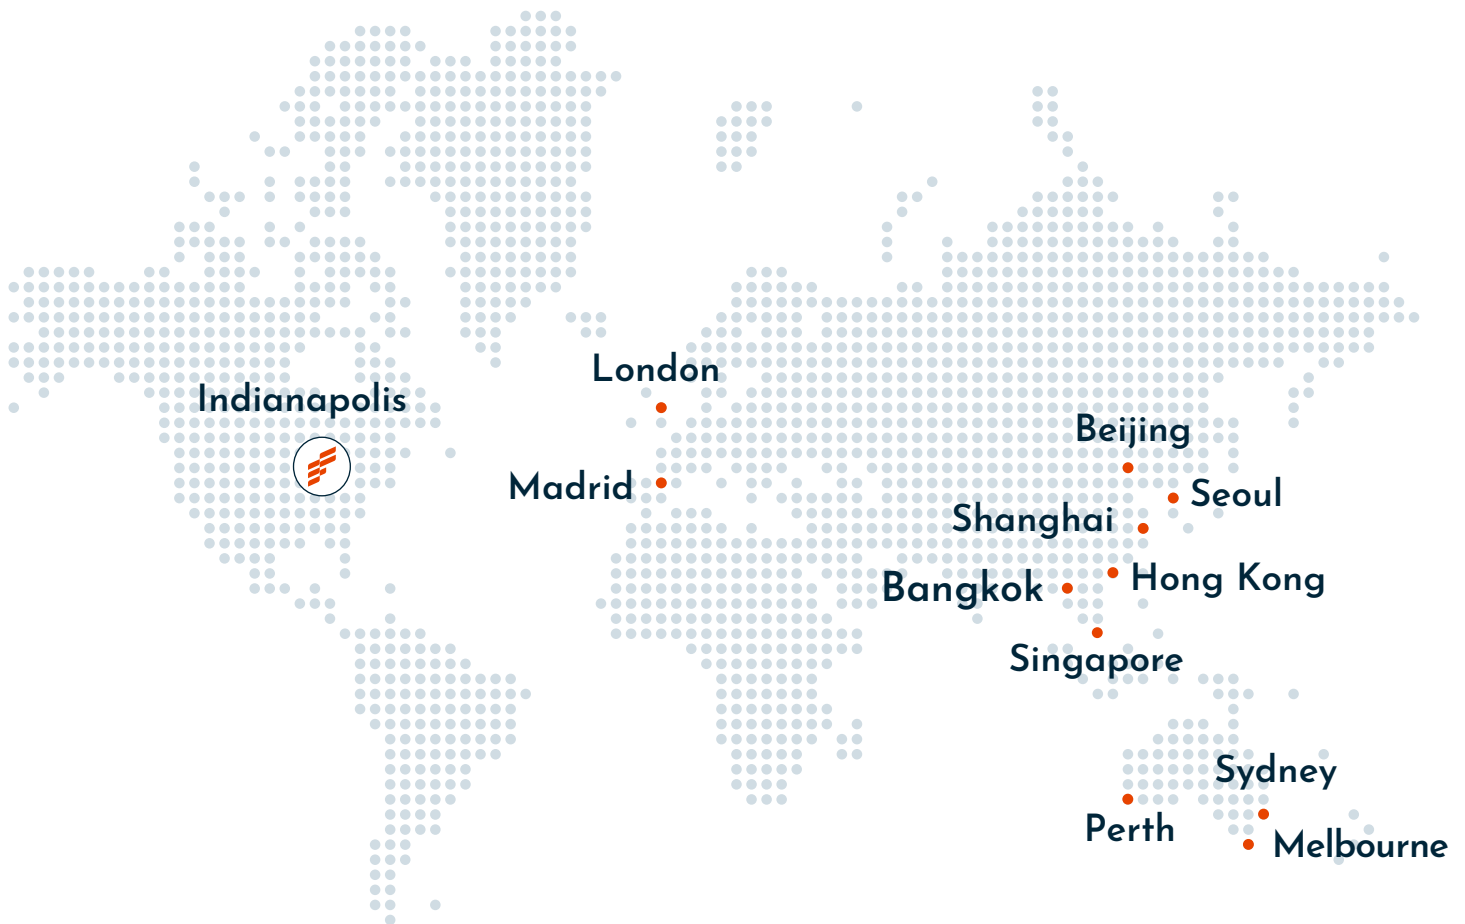 London
Indianapolis
Beijing
Madrid
Seoul
Shanghai
Bangkok
Hong Kong
Singapore
Sydney
Perth
Melbourne